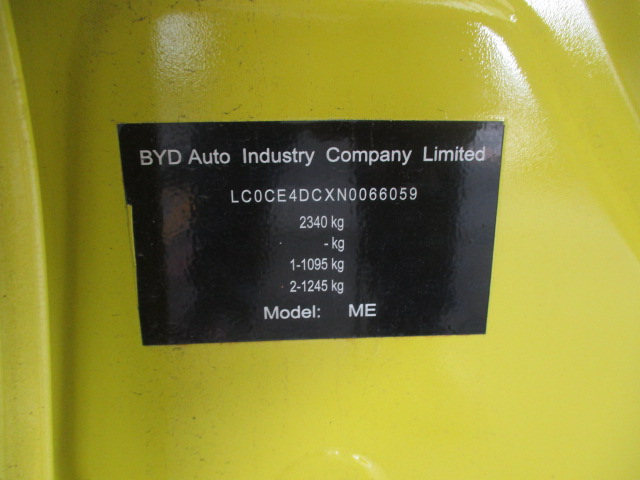 BYD Auto Industry Company Limited
LC0CE4DCXN0066059
2340 kg
- kg
1-1095 kg
2-1245 kg
Model: ME